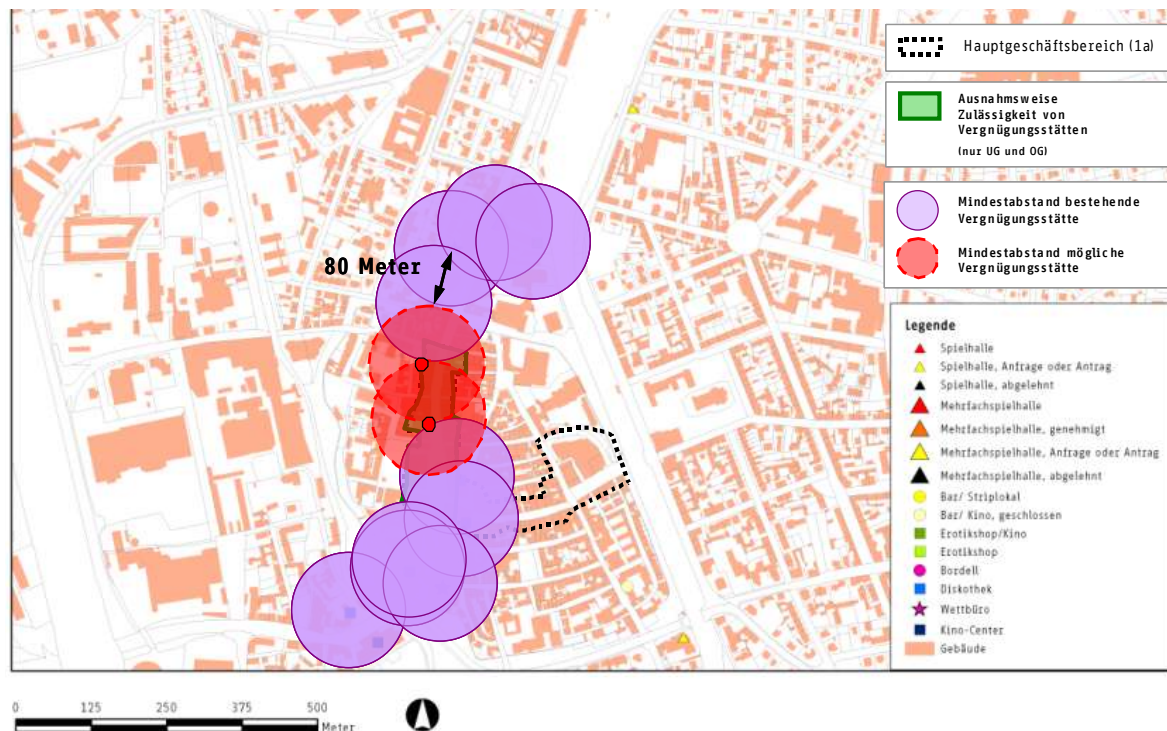 Hauptgeschäftsbereich (1a)
Ausnahmsweise
Zulässigkeit von
Vergnügungsstätten
(nur UG und OG)
Mindestabstand bestehende
Vergnügungsstätte
Mindestabstand mögliche
Vergnügungsstätte
80 Meter
Legende
Spielhalle
Spielhalle, Anfrage oder Antrag
Spielhalle, abgelehnt
Mehrfachspielhalle
Mehrfachspielhalle, genehmigt
Mehrfachspielhalle, Anfrage oder Antrag
Mehrfachspielhalle, abgelehnt
Baz/ Striplokal
Baz/ Kino, geschlossen
Erotikshop/Kino
Erotikshop
Bordell
Diskothek
Wettbüro
Kino-Center
Gebäude
0 125 250 375 500
Meter